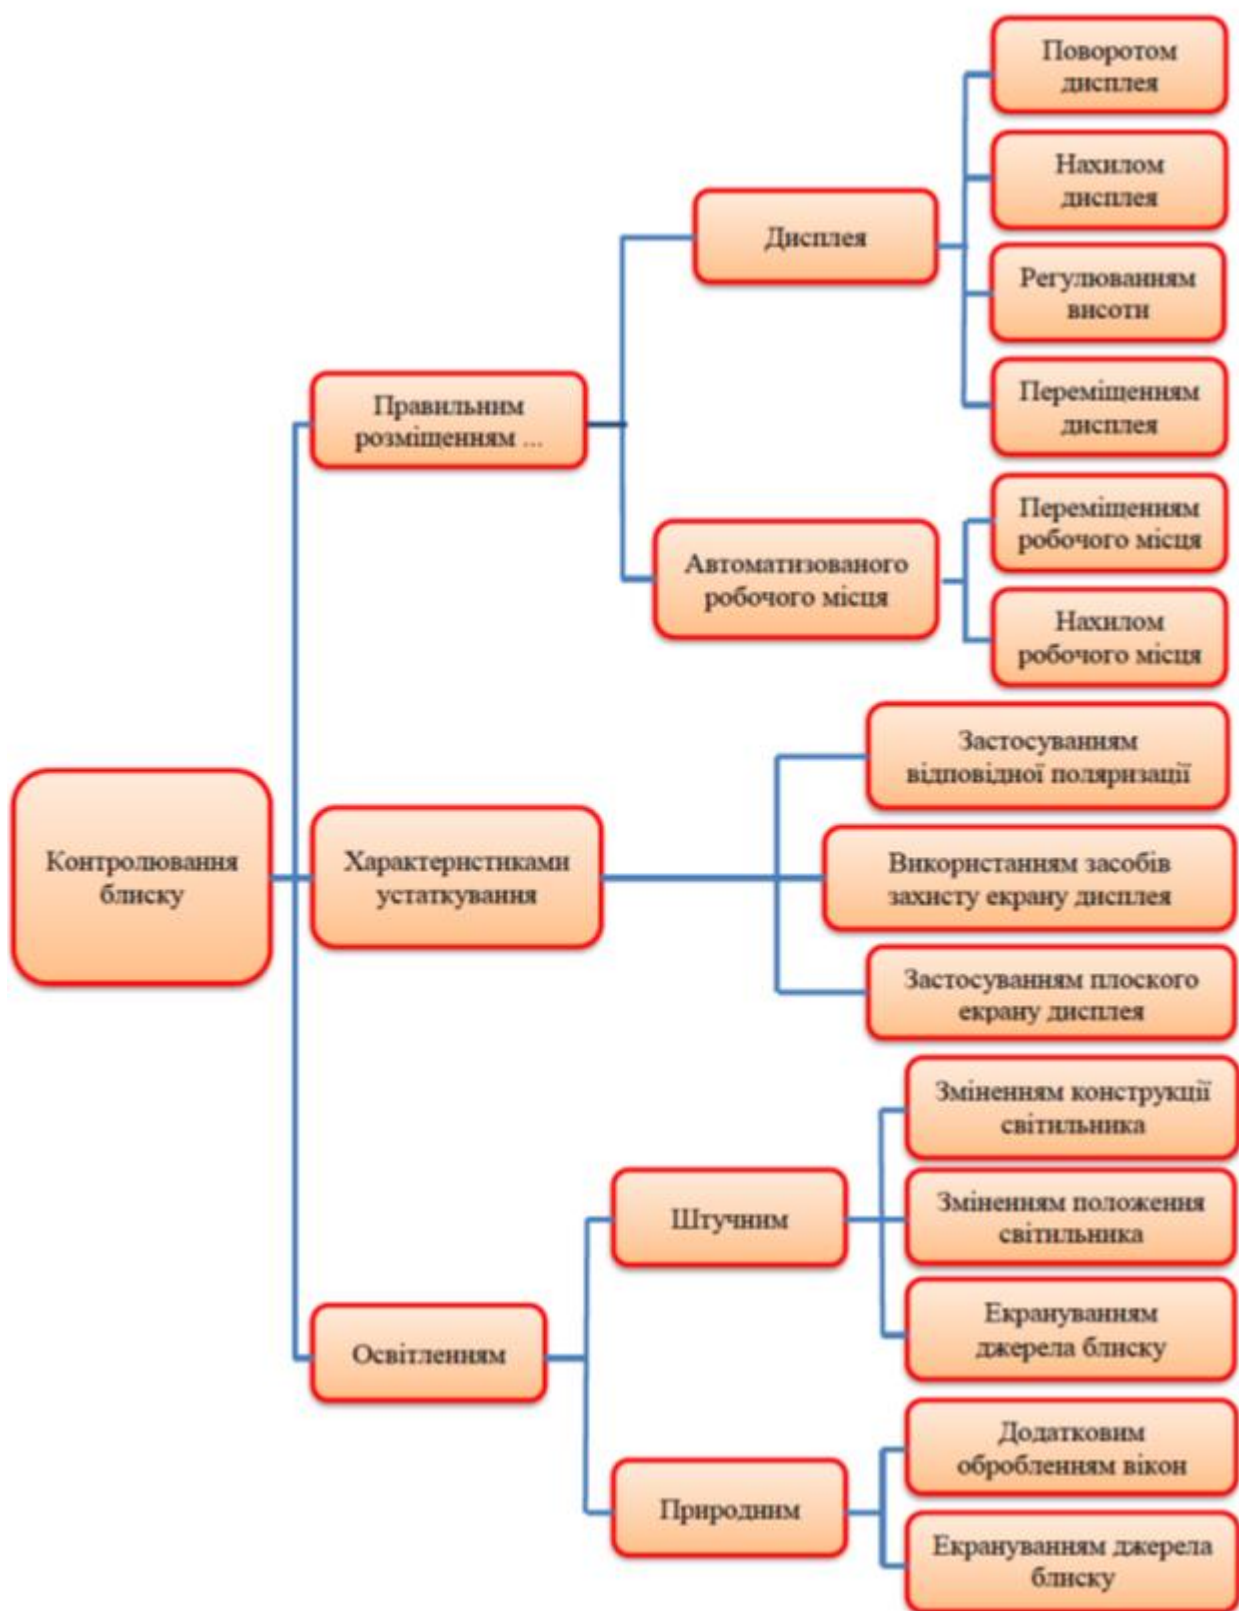 Поворотом
дисплея
Нахилом
дисплея
Дисплея
Регулюванням
висоти
Переміщенням
дисплея
Правильним
розміщенням ...
Переміщенням
робочого місця
Автоматизованого
робочого місця
Нахилом
робочого місця
Застосуванням
відповідної поляризації
Контролювання
блиску
Характеристиками
устаткування
Використанням засобів
захисту екрану дисплея
Застосуванням плоского
екрану дисплея
Зміненням конструкції
світильника
Штучним
Зміненням положення
світильника
Екрануванням
джерела блиску
Освітленням
Додатковим
обробленням вікон
Природним
Екрануванням джерела
блиску